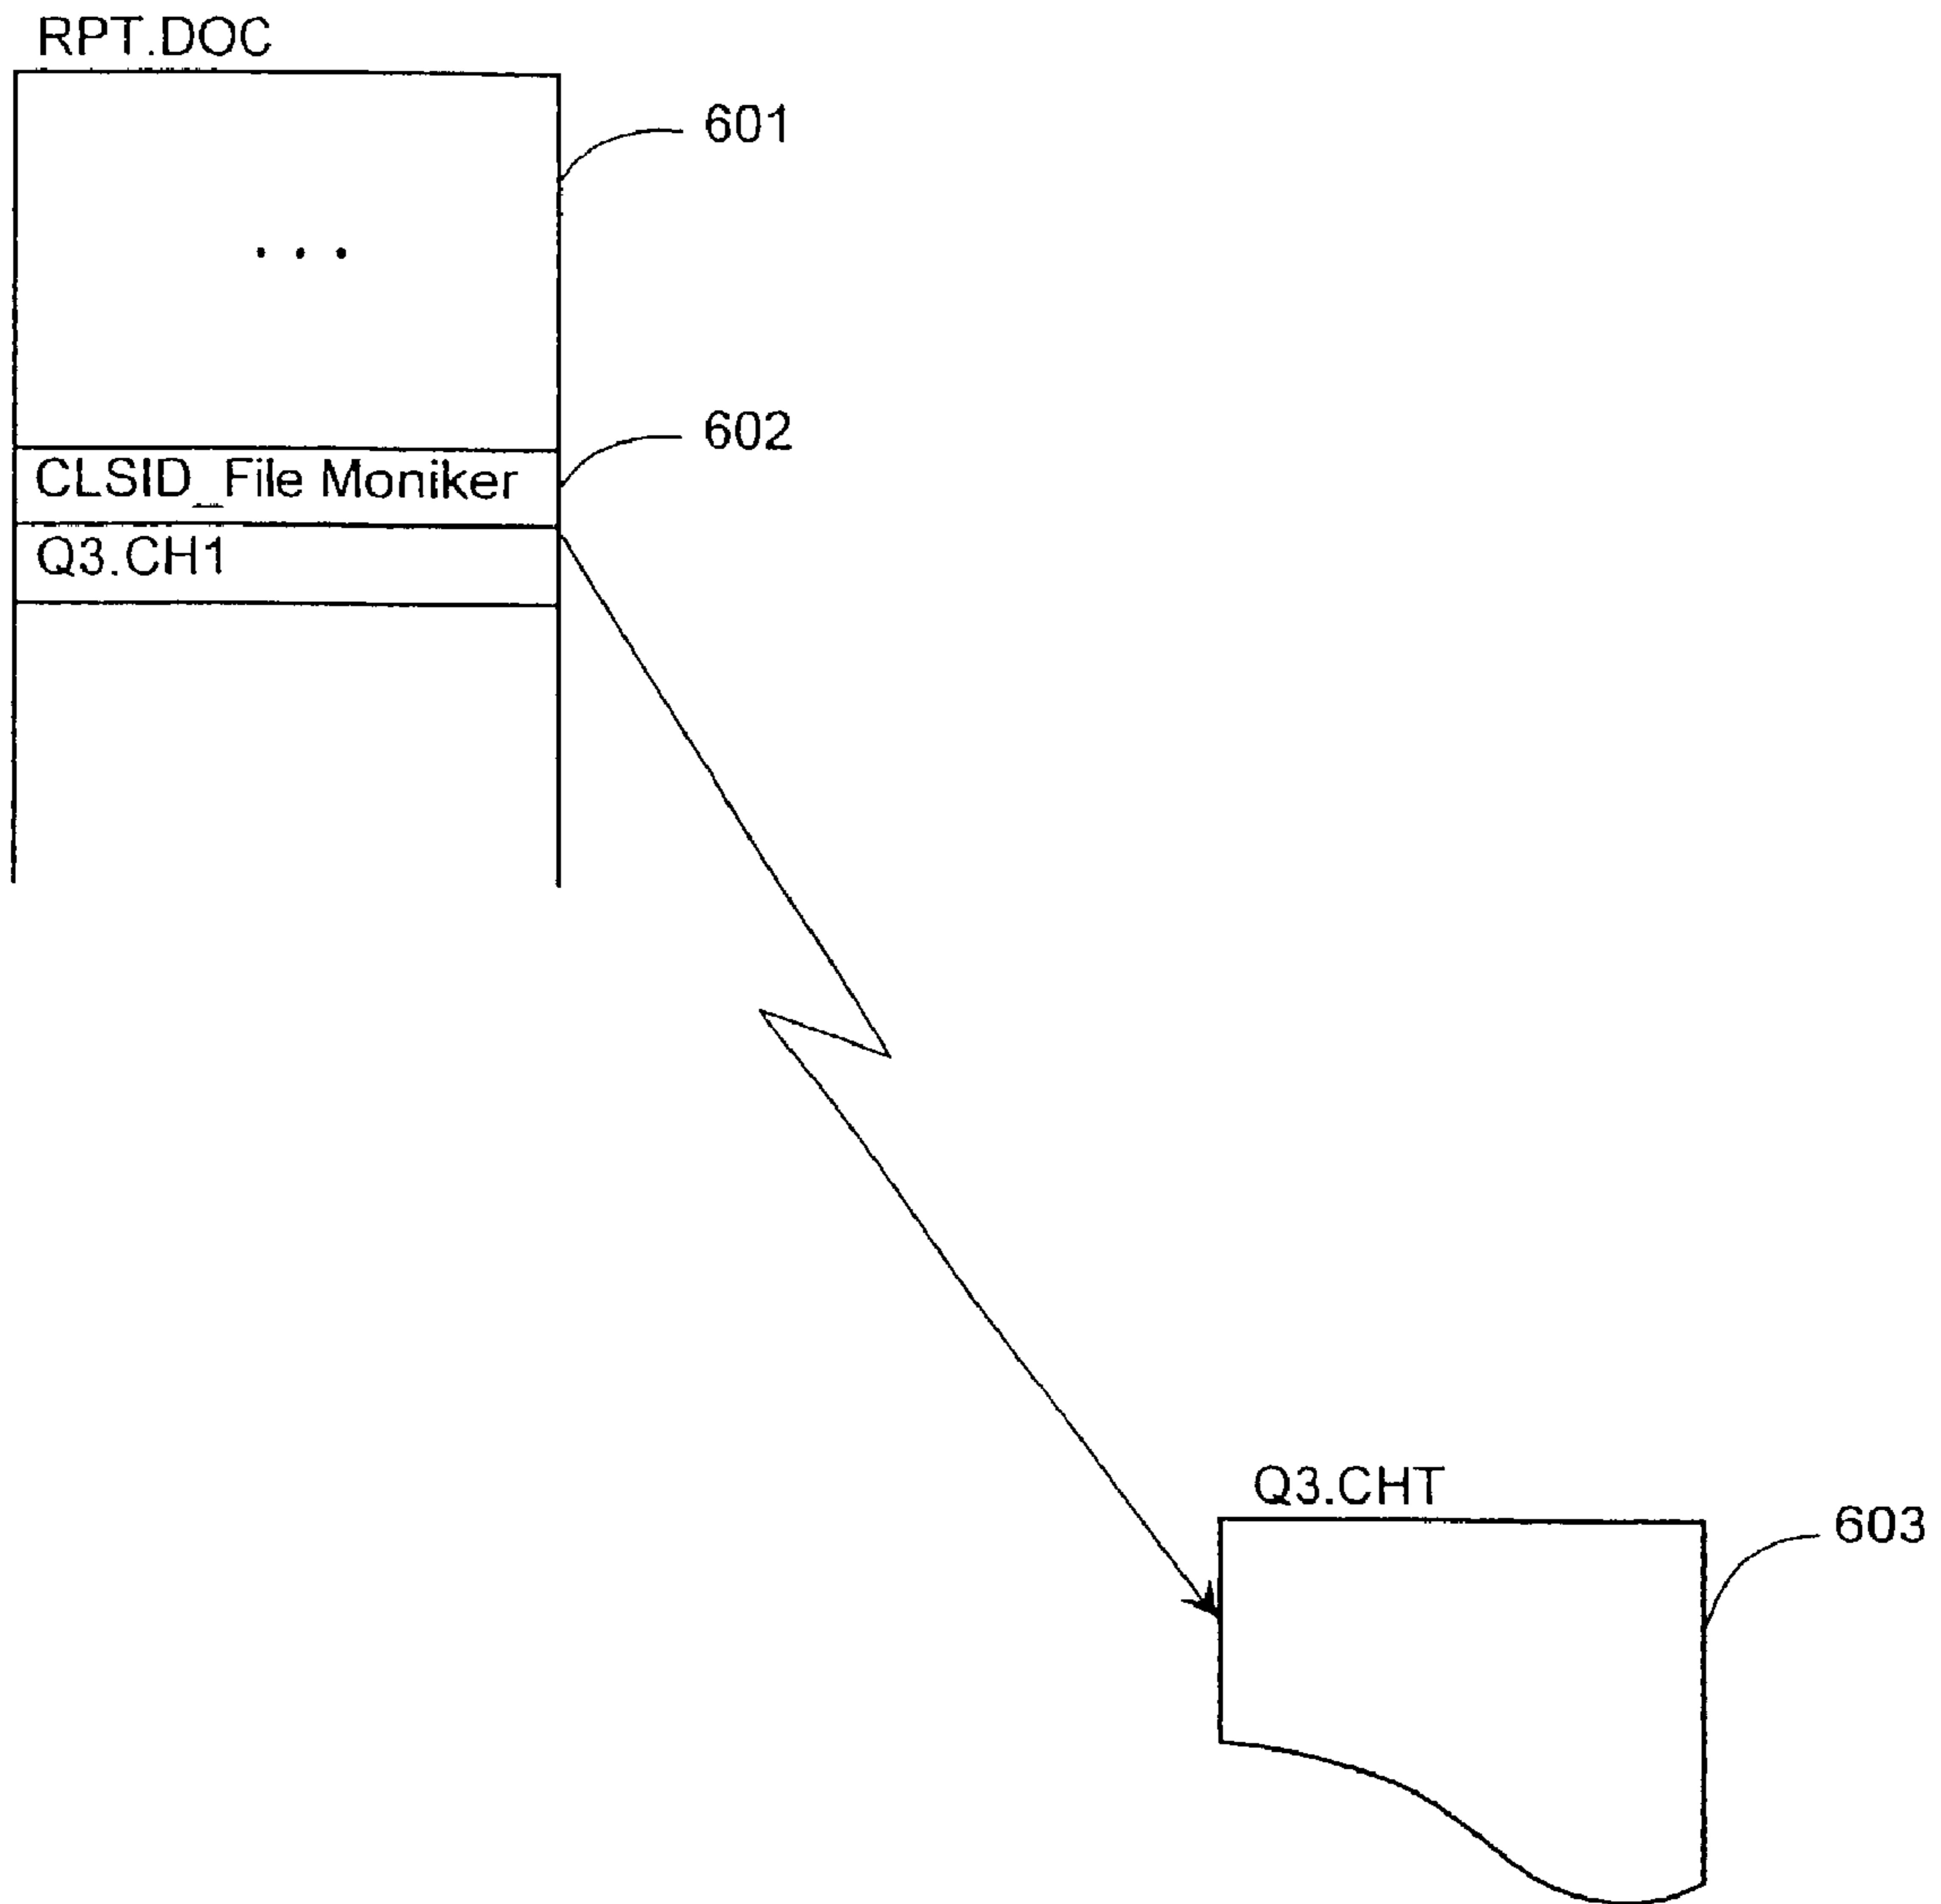 RPT.DOC
601
...
602
CLSID_File Moniker
Q3.CH1
Q3.CHT
603